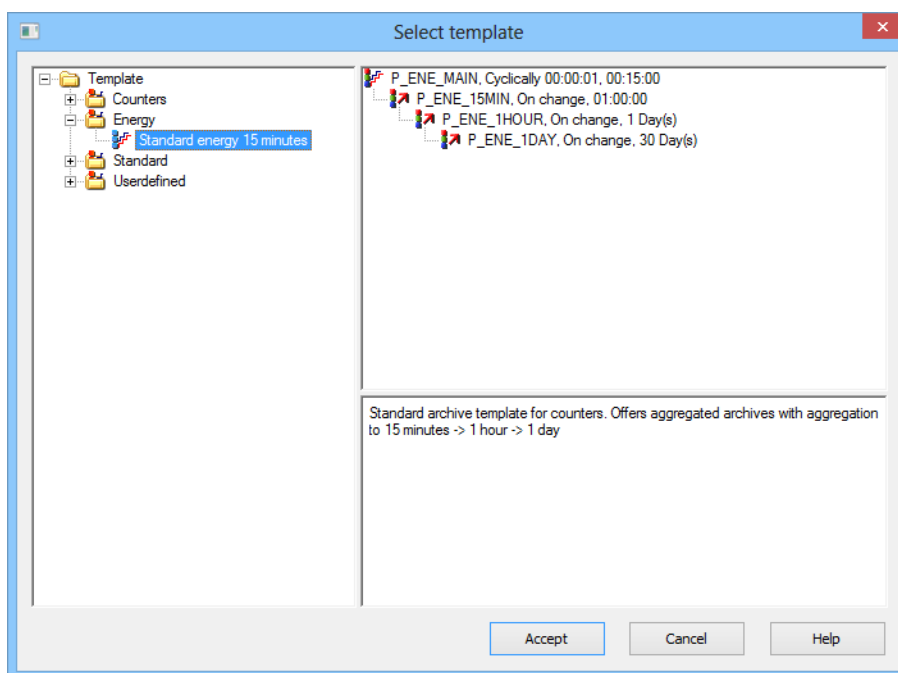 Select template
Template
Counters
Energy
Standard energy 15 minutes
Standard
Userdefined
P_ENE_MAIN, Cyclically 00:00:01, 00:15:00
P_ENE_15MIN, On change, 01:00:00
P_ENE_1HOUR, On change, 1 Day(s)
P_ENE_1DAY, On change, 30 Day(s)
Standard archive template for counters. Offers aggregated archives with aggregation
to 15 minutes -> 1 hour -> 1 day
Accept
Cancel
Help